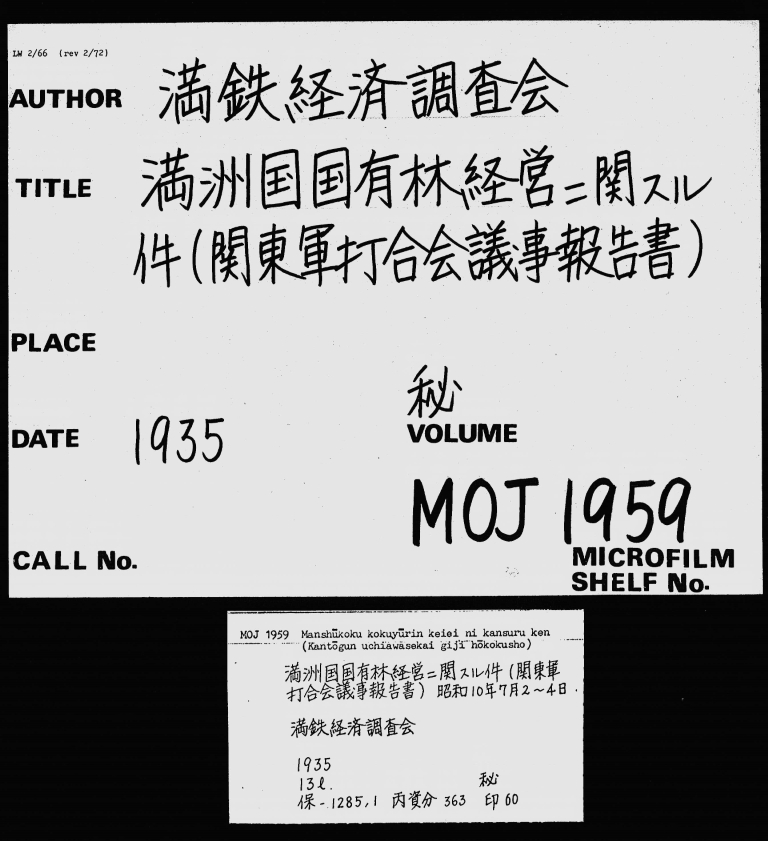 LW 2/66 (rev 2/72)
AUTHOR 満鉄経済調査会
TITLE 満洲国国有林経営ニ関スル
件(関東軍打合会議事報告書)
PLACE
秘
DATE 1935
VOLUME
MOJ 1959
CALL No.
MICROFILM
SHELF No.
MOJ 1959 Manshūkoku kokuyūrin keiei ni kansuru ken
(Kantōgun uchiawasekai giji hōkokusho)
満洲国国有林経営ニ関スル件(関東軍
打合会議事報告書) 昭和10年7月2〜4日.
満鉄経済調査会
1935
13l. 秘
保-1285,1 丙資分 363 印60